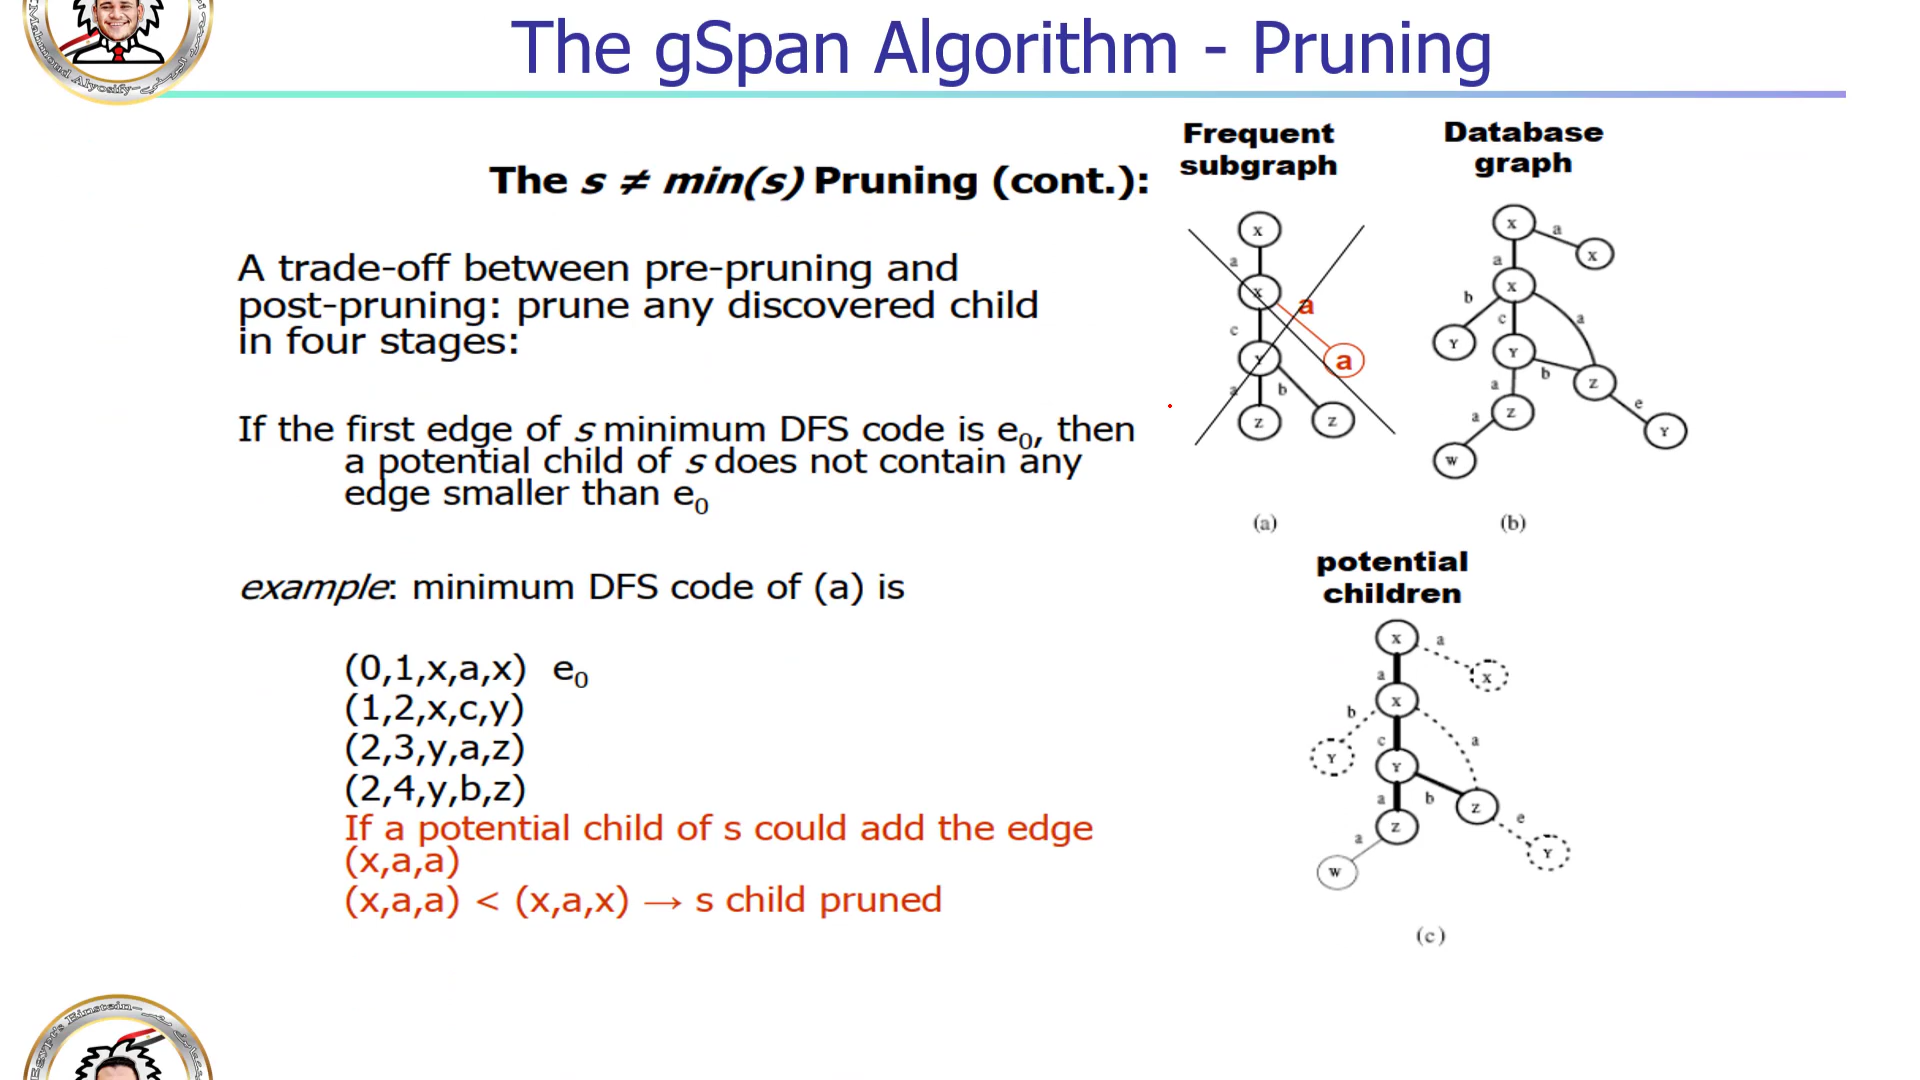 The gSpan Algorithm - Pruning
The s ≠ min(s) Pruning (cont.):
A trade-off between pre-pruning and
post-pruning: prune any discovered child
in four stages:
If the first edge of s minimum DFS code is e₀, then
a potential child of s does not contain any
edge smaller than e₀
example: minimum DFS code of (a) is
(0,1,x,a,x) e₀
(1,2,x,c,y)
(2,3,y,a,z)
(2,4,y,b,z)
If a potential child of s could add the edge
(x,a,a)
(x,a,a) < (x,a,x) → s child pruned
Frequent
subgraph
X
a
X
a
c
a
Y
a
b
Z
Z
(a)
Database
graph
X
a
X
a
X
b
c
a
Y
Y
b
a
Z
e
a
Z
Y
W
(b)
potential
children
X
a
X
a
X
b
c
a
Y
Y
a
b
Z
e
Z
a
Y
W
(c)
Mahmoud Alyosify
Egypt's Einstein